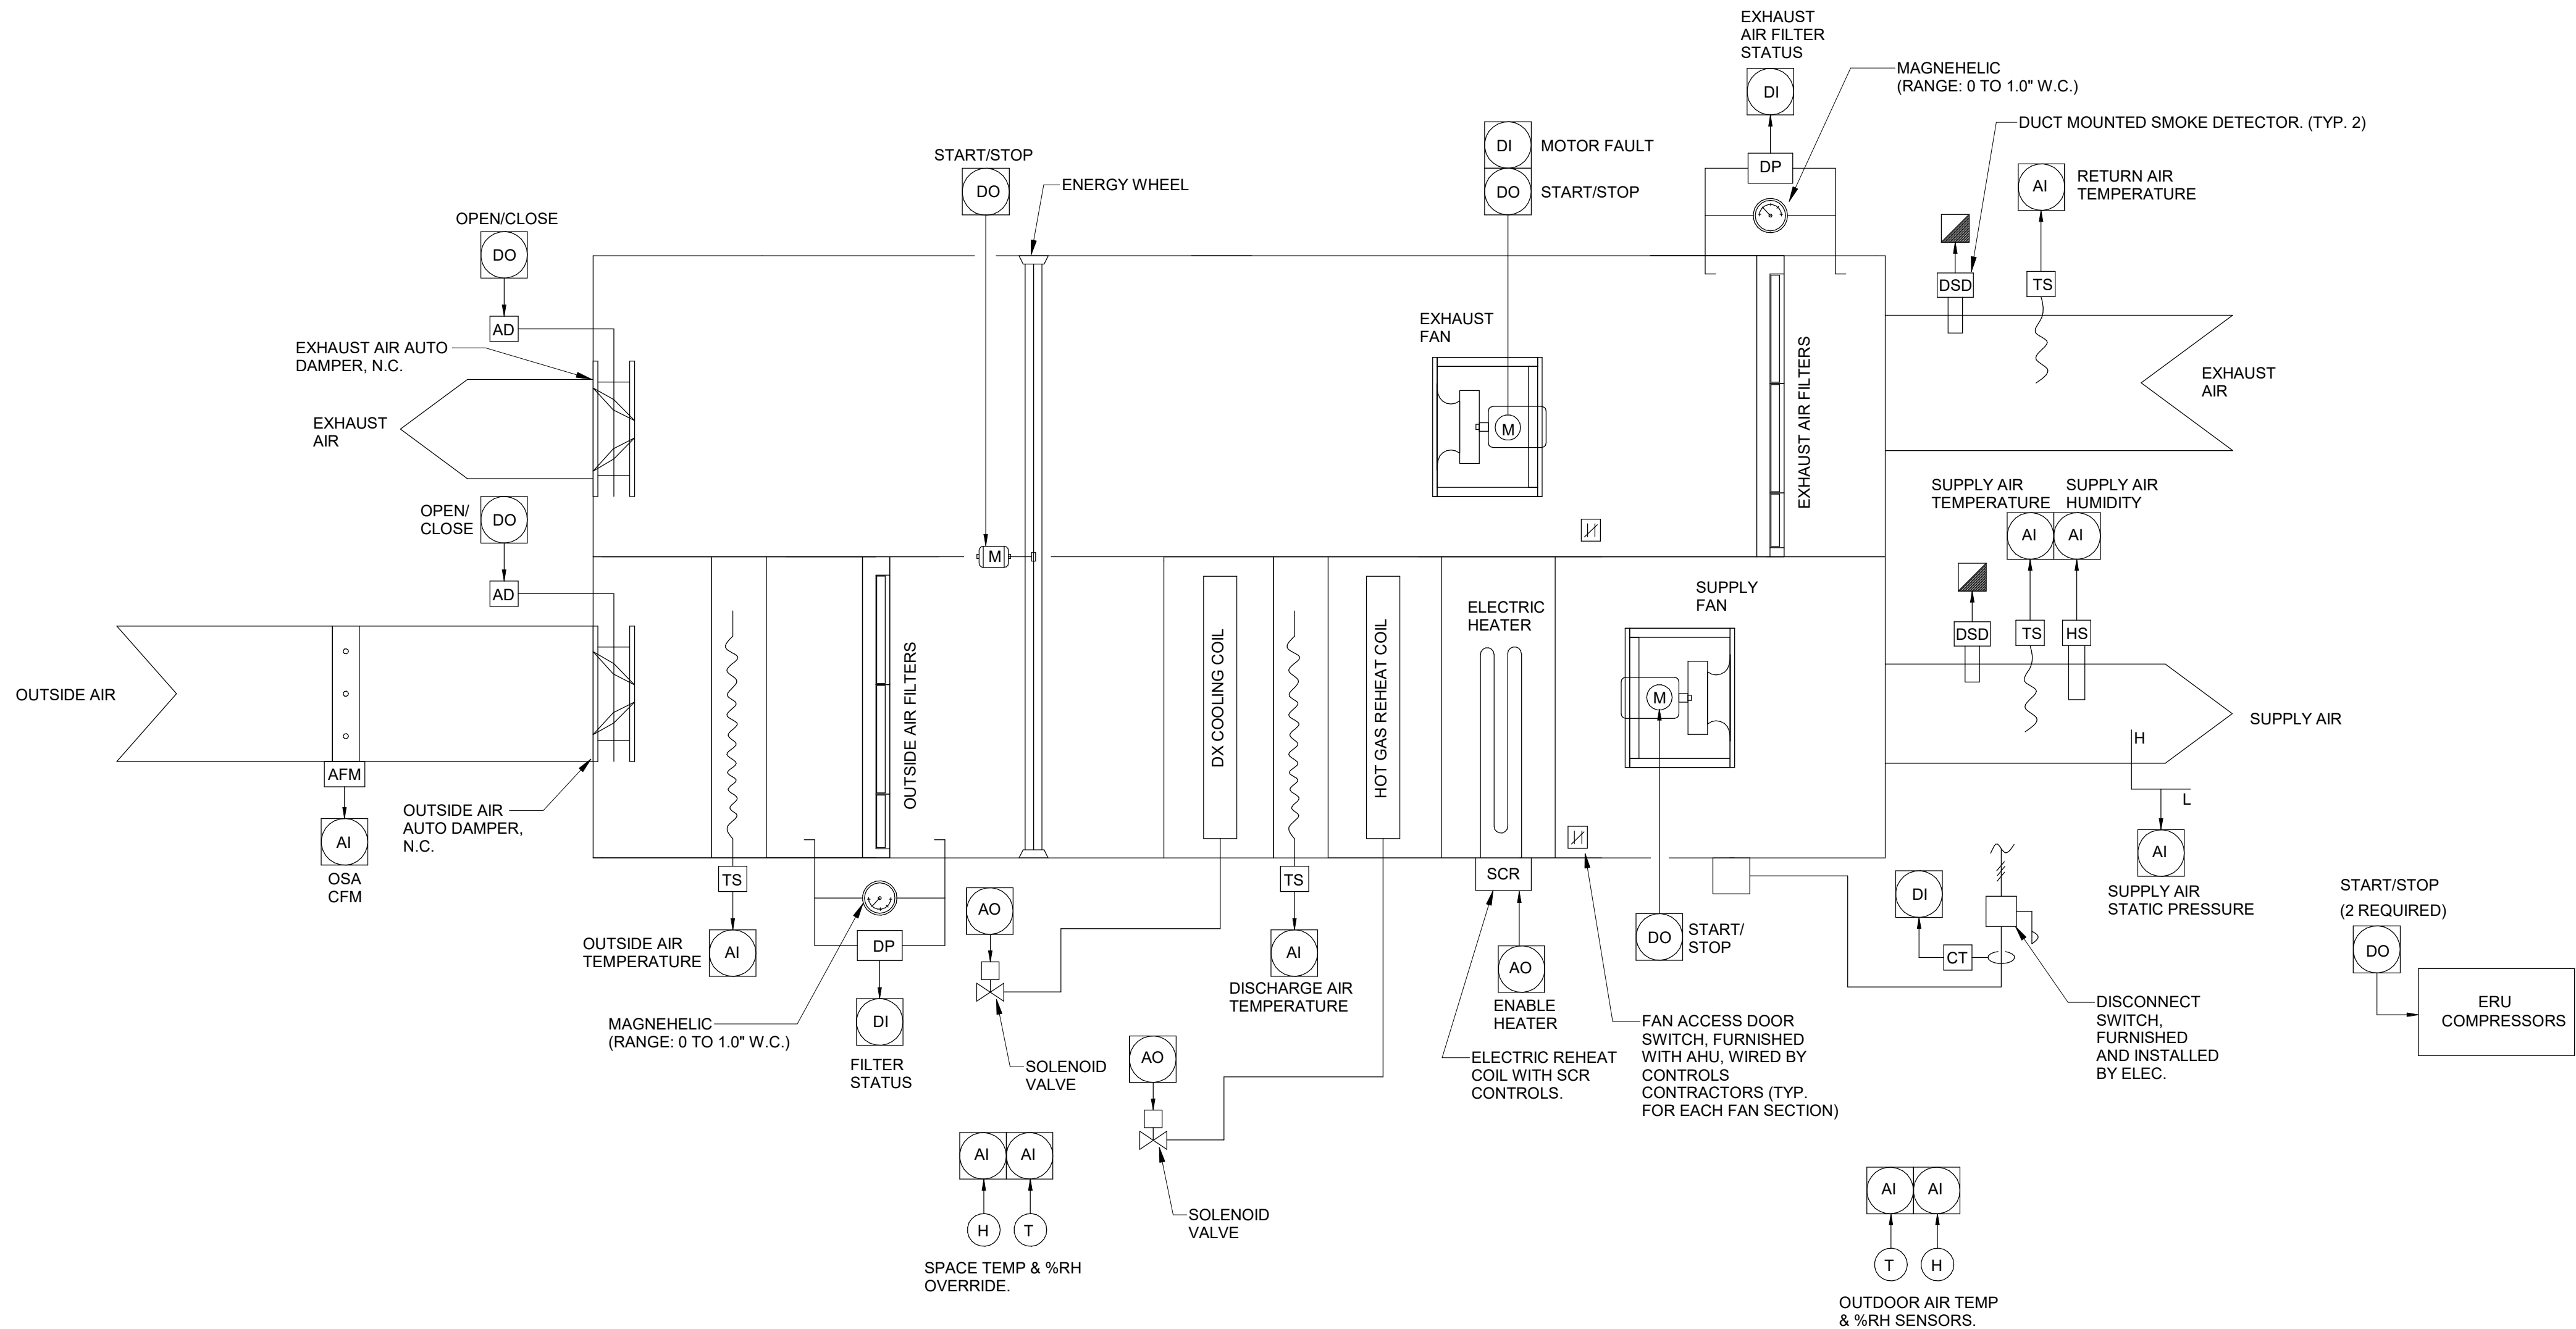 EXHAUST
AIR FILTER
STATUS
DI
MAGNEHELIC
(RANGE: 0 TO 1.0" W.C.)
DP
DUCT MOUNTED SMOKE DETECTOR. (TYP. 2)
DI
MOTOR FAULT
DO
START/STOP
START/STOP
DO
ENERGY WHEEL
AI
RETURN AIR
TEMPERATURE
OPEN/CLOSE
DO
AD
DSD
TS
EXHAUST AIR AUTO
DAMPER, N.C.
EXHAUST
FAN
M
EXHAUST AIR FILTERS
EXHAUST
AIR
EXHAUST
AIR
OPEN/
CLOSE
DO
AD
M
SUPPLY AIR
TEMPERATURE
SUPPLY AIR
HUMIDITY
AI
AI
DSD
TS
HS
OUTSIDE AIR
AFM
AI
OSA
CFM
OUTSIDE AIR
AUTO DAMPER,
N.C.
OUTSIDE AIR FILTERS
DX COOLING COIL
HOT GAS REHEAT COIL
ELECTRIC
HEATER
SUPPLY
FAN
M
SUPPLY AIR
H
L
AI
SUPPLY AIR
STATIC PRESSURE
TS
AI
OUTSIDE AIR
TEMPERATURE
MAGNEHELIC
(RANGE: 0 TO 1.0" W.C.)
DP
DI
FILTER
STATUS
AO
SOLENOID
VALVE
AO
SOLENOID
VALVE
TS
AI
DISCHARGE AIR
TEMPERATURE
SCR
AO
ENABLE
HEATER
ELECTRIC REHEAT
COIL WITH SCR
CONTROLS.
DO
START/
STOP
FAN ACCESS DOOR
SWITCH, FURNISHED
WITH AHU, WIRED BY
CONTROLS
CONTRACTORS (TYP.
FOR EACH FAN SECTION)
DI
CT
DISCONNECT
SWITCH,
FURNISHED
AND INSTALLED
BY ELEC.
START/STOP
(2 REQUIRED)
DO
ERU
COMPRESSORS
AI
AI
H
T
SPACE TEMP & %RH
OVERRIDE.
AI
AI
T
H
OUTDOOR AIR TEMP
& %RH SENSORS.